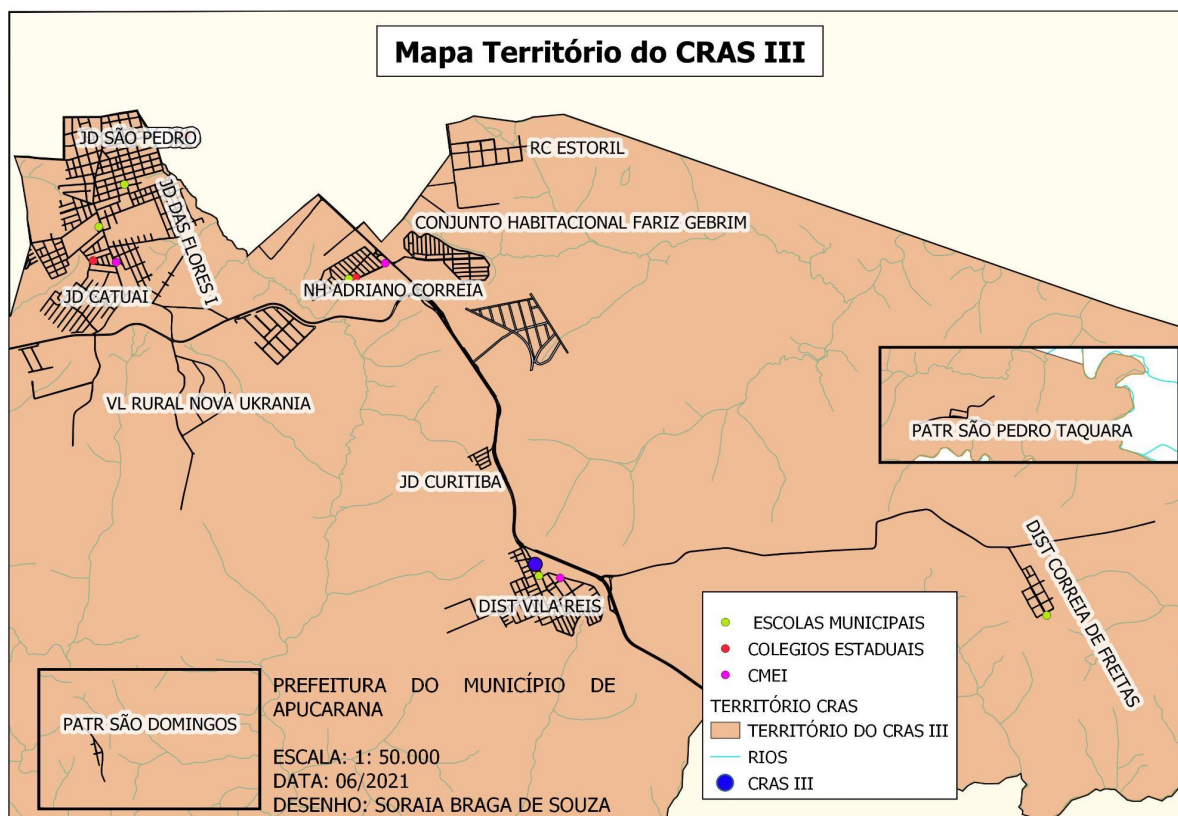 Mapa Território do CRAS III
JD SÃO PEDRO
RC ESTORIL
JD. DAS FLORES I
CONJUNTO HABITACIONAL FARIZ GEBRIM
NH ADRIANO CORREIA
JD CATUAI
VL RURAL NOVA UKRANIA
PATR SÃO PEDRO TAQUARA
JD CURITIBA
DIST CORREIA DE FREITAS
DIST VILA REIS
ESCOLAS MUNICIPAIS
COLEGIOS ESTADUAIS
CMEI
TERRITÓRIO CRAS
TERRITÓRIO DO CRAS III
RIOS
CRAS III
PATR SÃO DOMINGOS
PREFEITURA DO MUNICÍPIO DE
APUCARANA
ESCALA: 1: 50.000
DATA: 06/2021
DESENHO: SORAIA BRAGA DE SOUZA